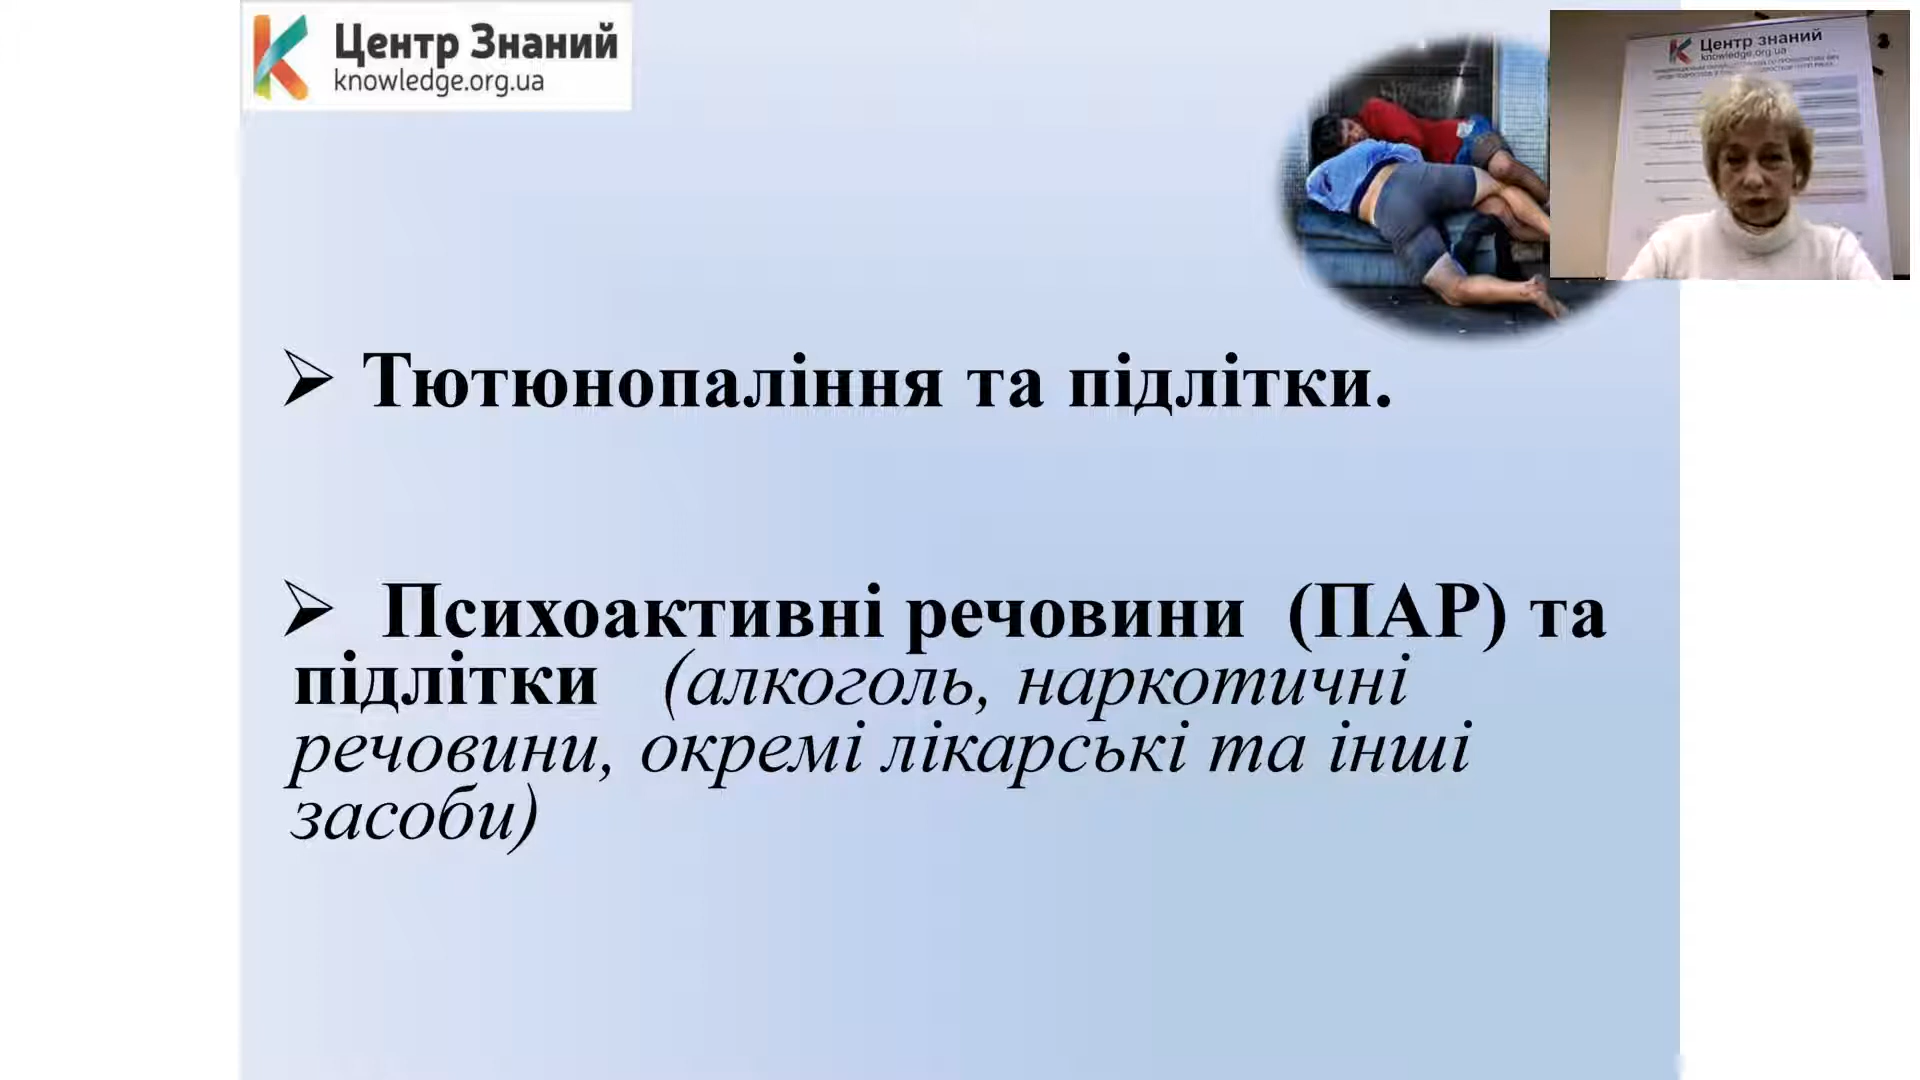 Центр Знаний
knowledge.org.ua
Центр знаний
knowledge.org.ua
➢ Тютюнопаління та підлітки.
➢ Психоактивні речовини (ПАР) та
підлітки (алкоголь, наркотичні
речовини, окремі лікарські та інші
засоби)